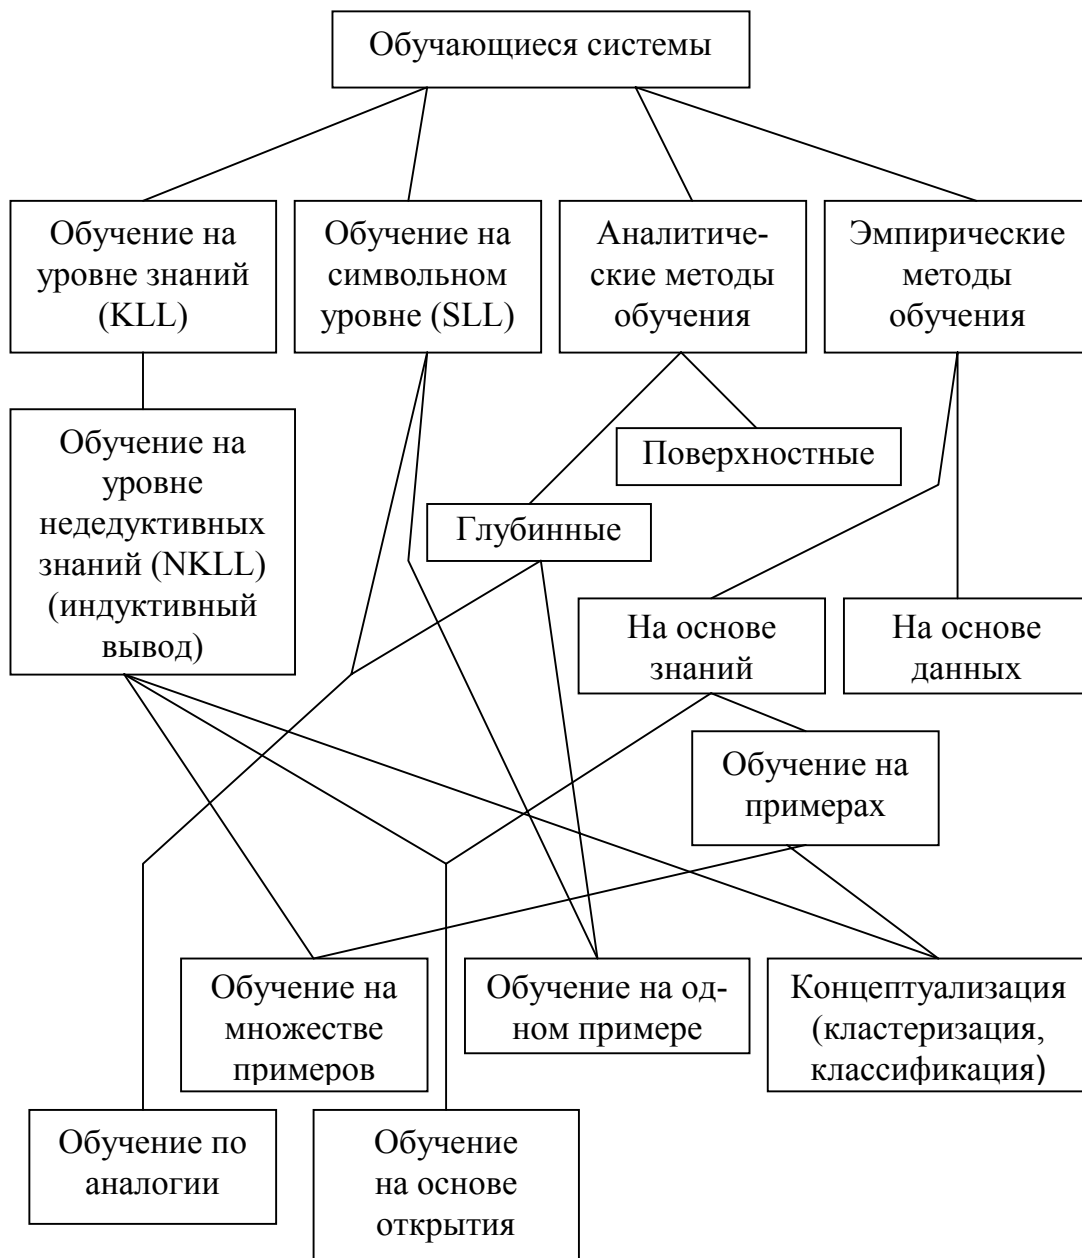 Обучающиеся системы
Обучение на
уровне знаний
(KLL)
Обучение на
символьном
уровне (SLL)
Аналитиче-
ские методы
обучения
Эмпирические
методы
обучения
Обучение на
уровне
недедуктивных
знаний (NKLL)
(индуктивный
вывод)
Поверхностные
Глубинные
На основе
знаний
На основе
данных
Обучение на
примерах
Обучение на
множестве
примеров
Обучение на од-
ном примере
Концептуализация
(кластеризация,
классификация)
Обучение по
аналогии
Обучение
на основе
открытия